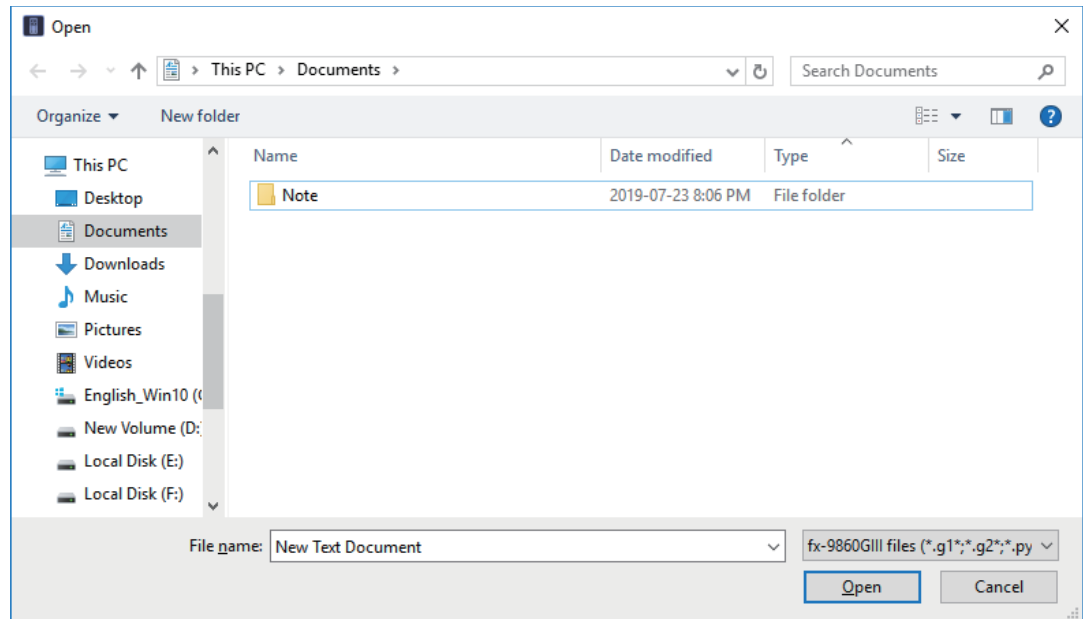 Open
This PC > Documents >
Search Documents
Organize
New folder
This PC
Desktop
Documents
Downloads
Music
Pictures
Videos
English_Win10 (
New Volume (D:
Local Disk (E:)
Local Disk (F:)
Name Date modified Type Size
Note 2019-07-23 8:06 PM File folder
File name: New Text Document
fx-9860GIII files (*.g1*;*.g2*;*.py
Open
Cancel